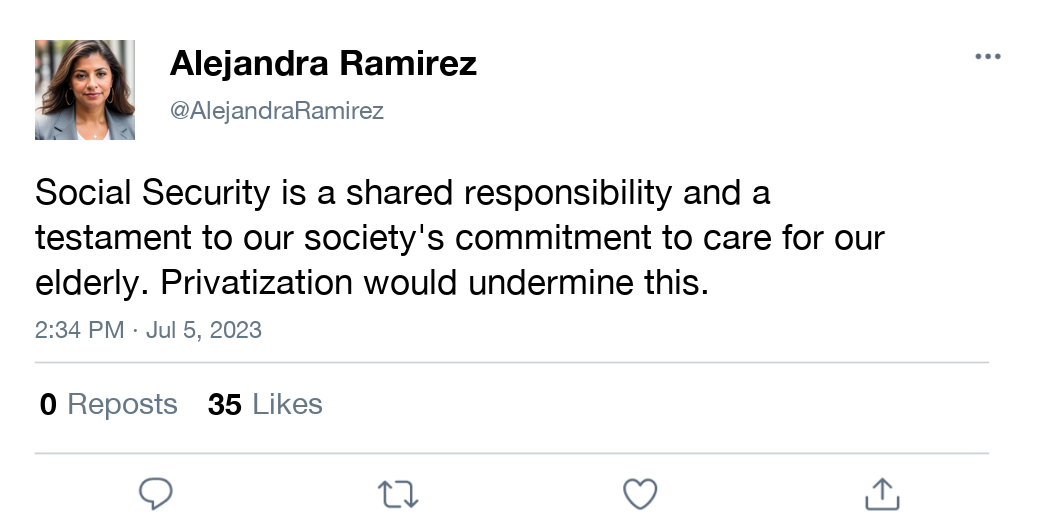 Alejandra Ramirez
@AlejandraRamirez
Social Security is a shared responsibility and a
testament to our society's commitment to care for our
elderly. Privatization would undermine this.
2:34 PM · Jul 5, 2023
0 Reposts 35 Likes